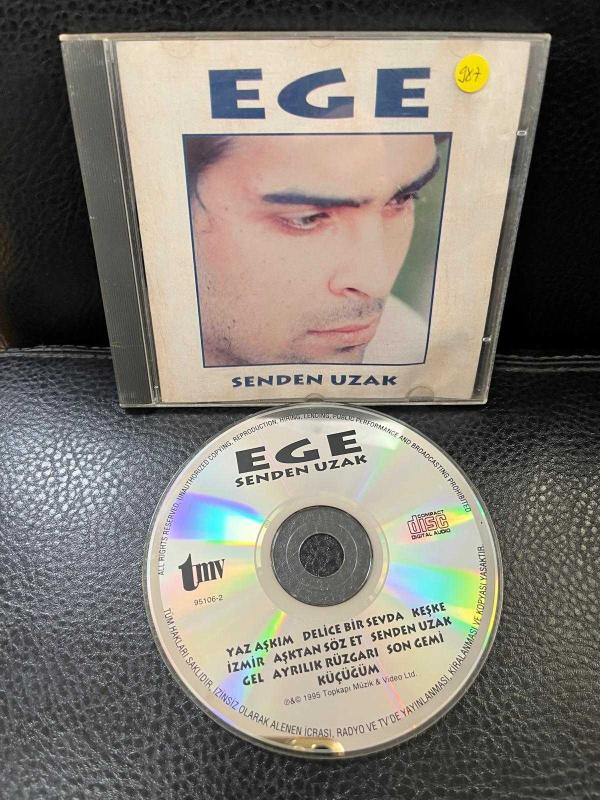 EGE
987
SENDEN UZAK
ALL RIGHTS RESERVED. UNAUTHORIZED COPYING, REPRODUCTION, HIRING, LENDING, PUBLIC PERFORMANCE AND BROADCASTING PROHIBITED
EGE
SENDEN UZAK
COMPACT
disc
DIGITAL AUDIO
tmv
95106-2
YAZ AŞKIM DELİCE BİR SEVDA KEŞKE
İZMİR AŞKTAN SÖZ ET SENDEN UZAK
GEL AYRILIK RÜZGARI SON GEMİ
KÜÇÜĞÜM
℗&© 1995 Topkapı Müzik & Video Ltd.
TÜM HAKLARI SAKLIDIR, İZİNSİZ OLARAK ALENEN İCRASI, RADYO VE TV'DE YAYINLANMASI, KİRALANMASI VE KOPYASI YASAKTIR.